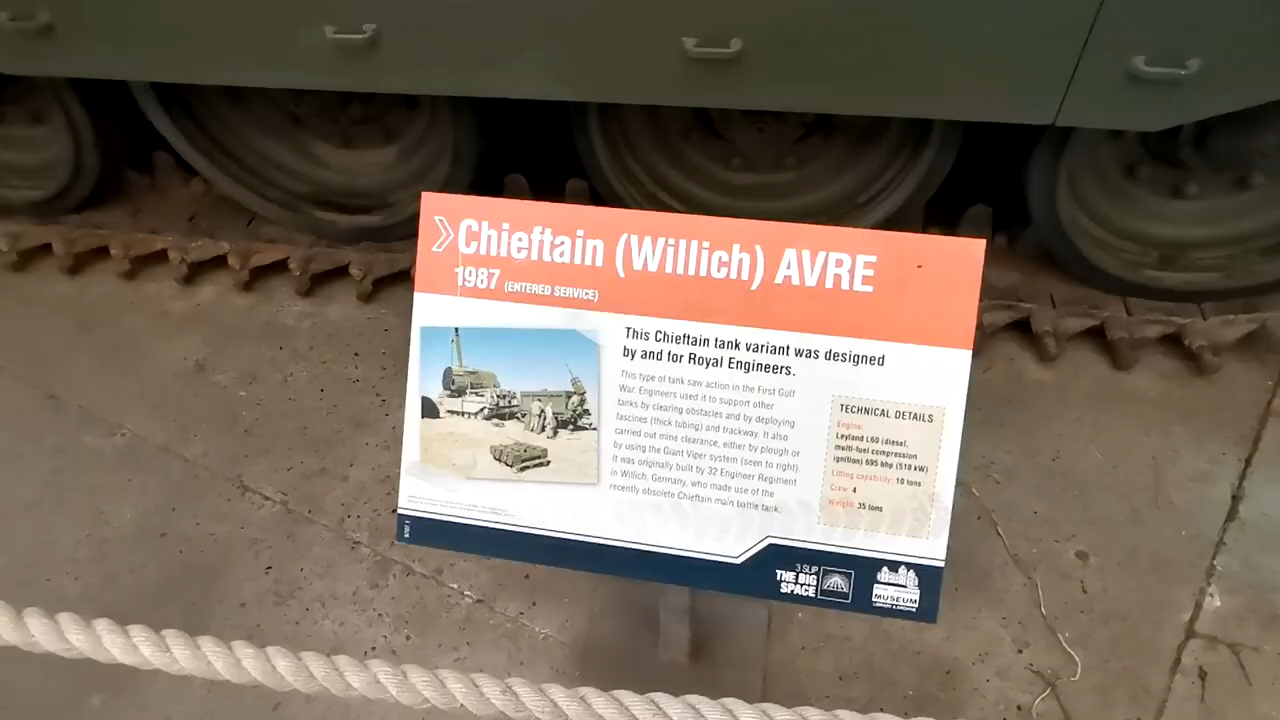 Chieftain (Willich) AVRE
1987 (ENTERED SERVICE)
This Chieftain tank variant was designed
by and for Royal Engineers.
This type of tank saw action in the First Gulf
War. Engineers used it to support other
tanks by clearing obstacles and by deploying
fascines (thick tubing) and trackway. It also
carried out mine clearance, either by plough or
by using the Giant Viper system (seen to right).
It was originally built by 32 Engineer Regiment
in Willich, Germany, who made use of the
recently obsolete Chieftain main battle tank.
TECHNICAL DETAILS
Engine:
Leyland L60 (diesel,
multi-fuel compression
ignition) 695 bhp (518 kW)
Lifting capability: 10 tons
Crew: 4
Weight: 35 tons
3 SLIP
THE BIG
SPACE
MUSEUM
LIBRARY & ARCHIVE